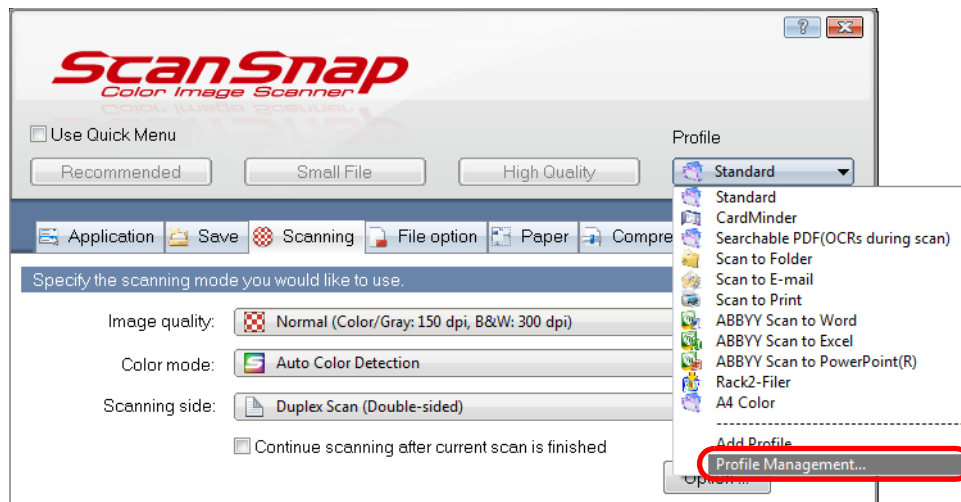 ScanSnap
Color Image Scanner
Use Quick Menu
Profile
Recommended
Small File
High Quality
Standard
Standard
CardMinder
Searchable PDF(OCRs during scan)
Scan to Folder
Scan to E-mail
Scan to Print
ABBYY Scan to Word
ABBYY Scan to Excel
ABBYY Scan to PowerPoint(R)
Rack2-Filer
A4 Color
Add Profile
Profile Management...
Application
Save
Scanning
File option
Paper
Compre
Specify the scanning mode you would like to use.
Image quality:
Normal (Color/Gray: 150 dpi, B&W: 300 dpi)
Color mode:
Auto Color Detection
Scanning side:
Duplex Scan (Double-sided)
Continue scanning after current scan is finished